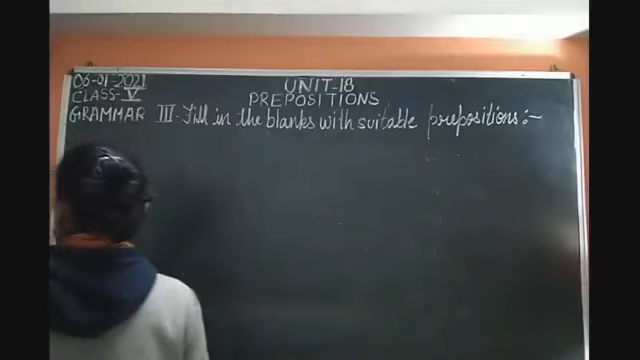 06-01-2021
UNIT-18
CLASS-V
PREPOSITIONS
GRAMMAR III. Fill in the blanks with suitable prepositions:-